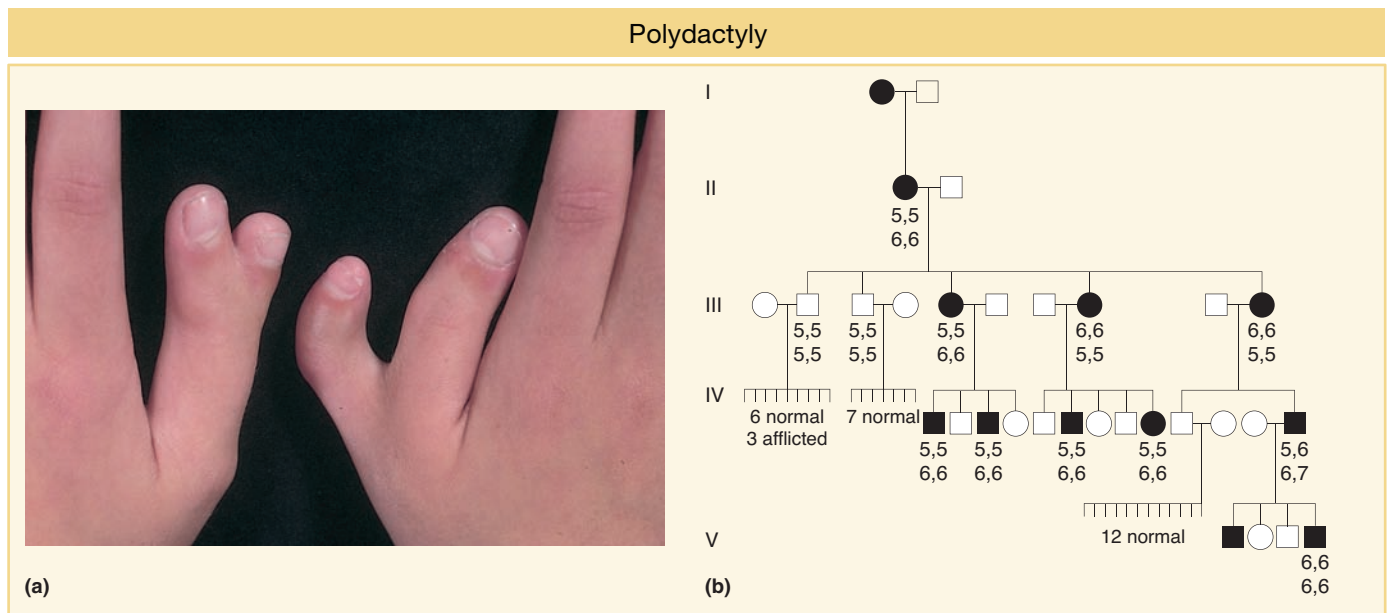 Polydactyly
I
II
5,5
6,6
III
5,5 5,5 5,5 6,6 6,6
5,5 5,5 6,6 5,5 5,5
IV
6 normal 7 normal
3 afflicted
5,5 5,5 5,5 5,5 5,6
6,6 6,6 6,6 6,6 6,7
12 normal
V
6,6
6,6
(a) (b)